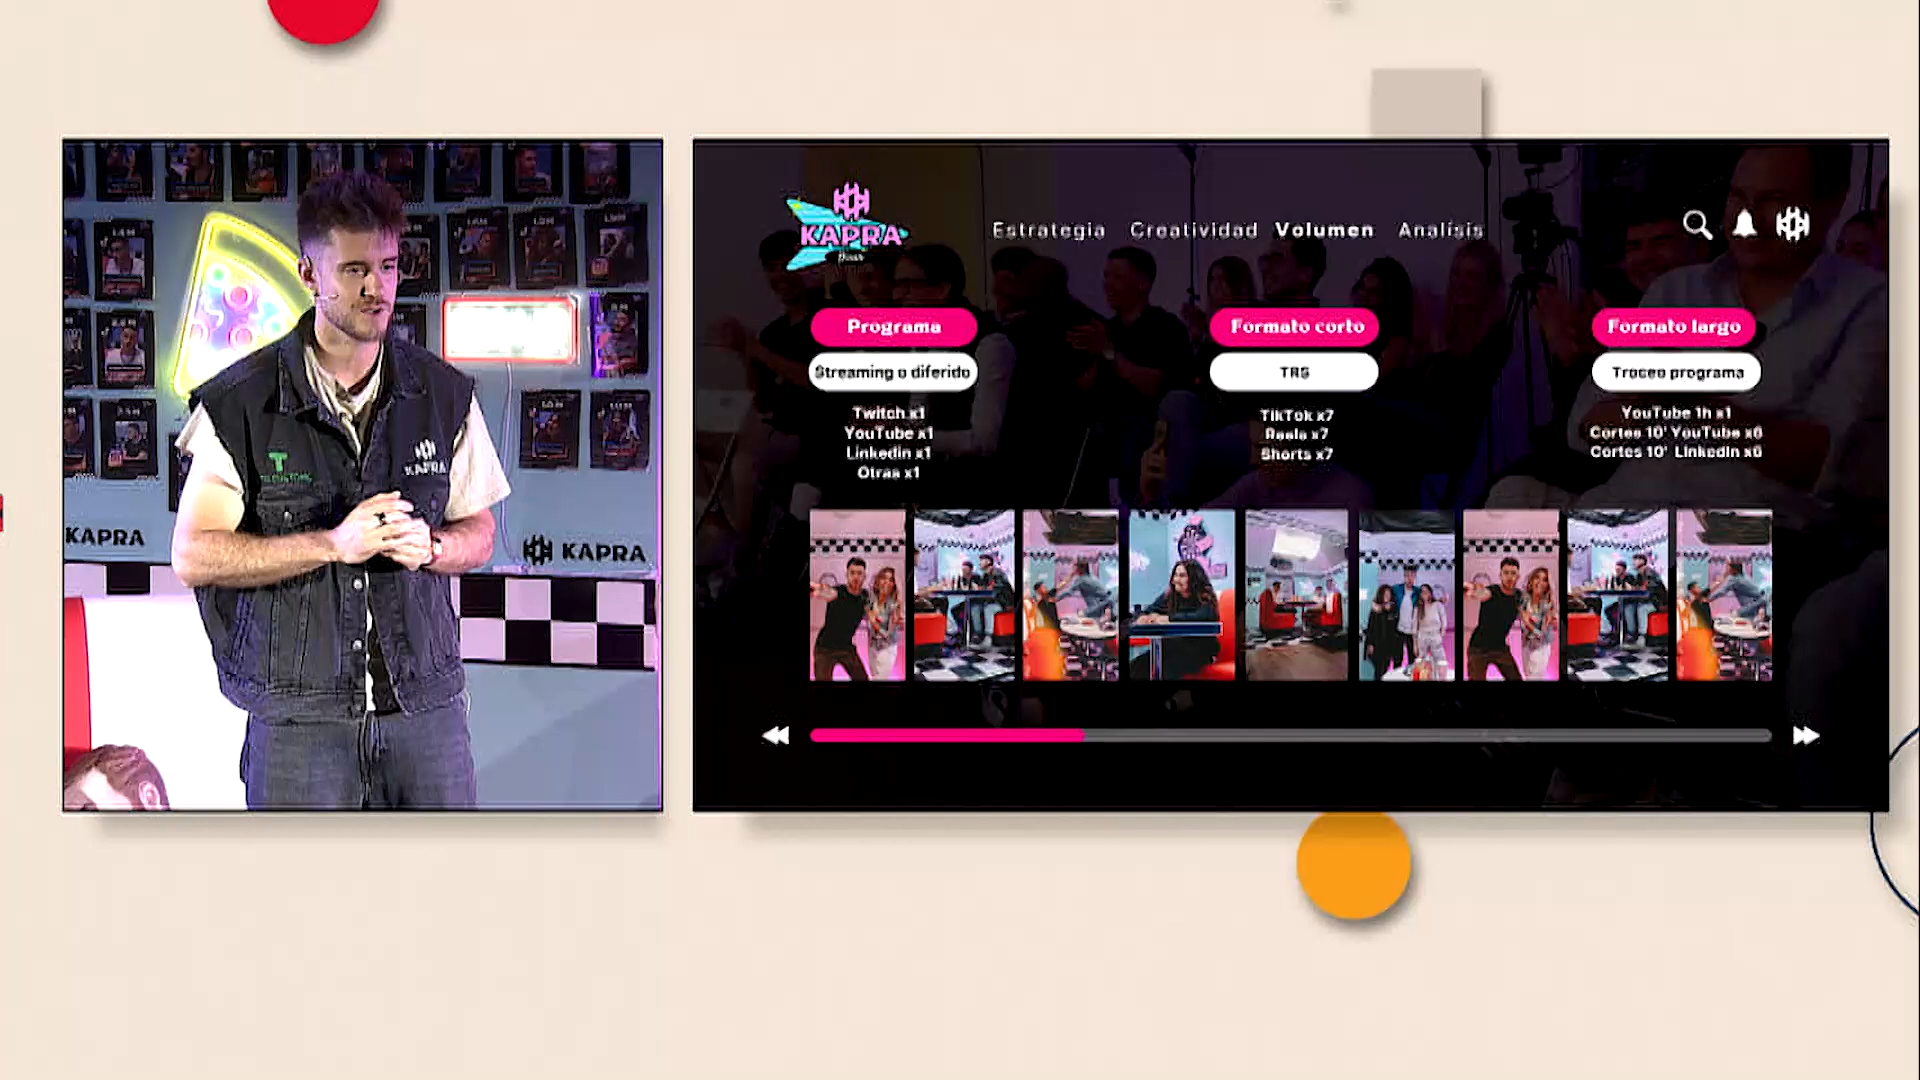 KAPRA
KAPRA
KAPRA
KAPRA
Estrategia Creatividad Volumen Analísis
Programa
Streaming o diferido
Twitch x1
YouTube x1
Linkedin x1
Otras x1
Formato corto
TRS
TikTok x7
Reels x7
Shorts x7
Formato largo
Troceo programa
YouTube 1h x1
Cortes 10' YouTube x6
Cortes 10' Linkedin x6